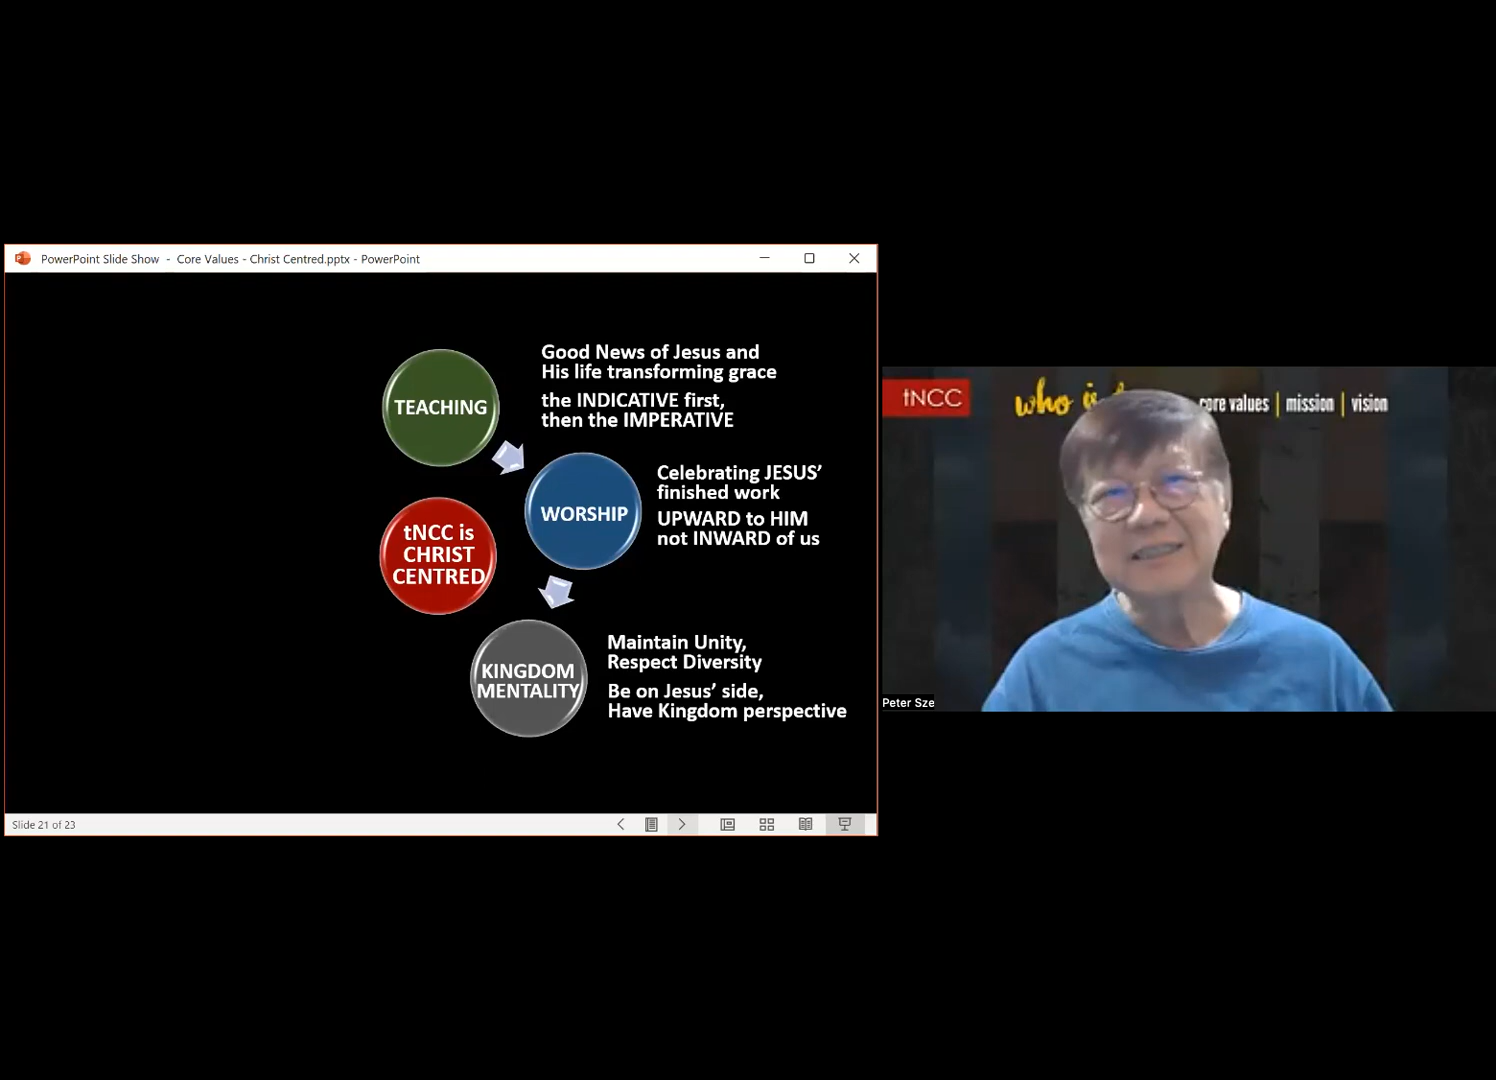 PowerPoint Slide Show - Core Values - Christ Centred.pptx - PowerPoint
TEACHING
Good News of Jesus and
His life transforming grace
the INDICATIVE first,
then the IMPERATIVE
WORSHIP
Celebrating JESUS’
finished work
UPWARD to HIM
not INWARD of us
tNCC is
CHRIST
CENTRED
KINGDOM
MENTALITY
Maintain Unity,
Respect Diversity
Be on Jesus’ side,
Have Kingdom perspective
Slide 21 of 23
tNCC
who is
core values | mission | vision
Peter Sze